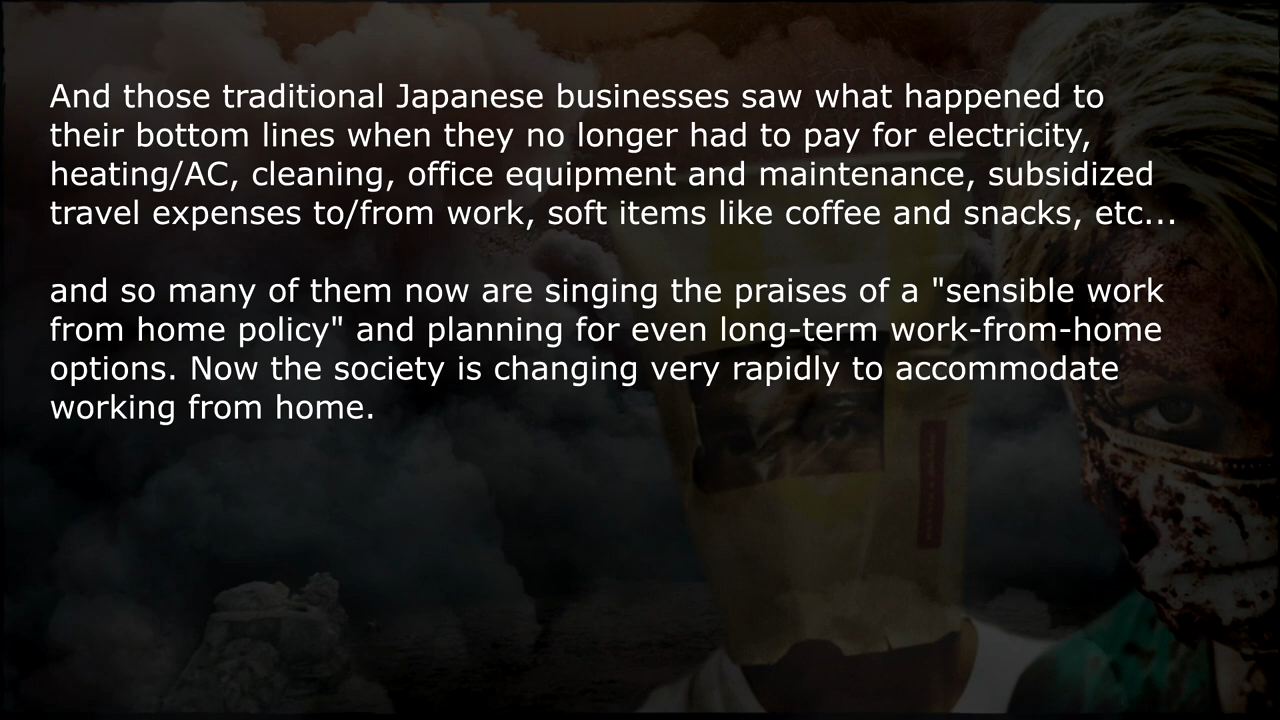 And those traditional Japanese businesses saw what happened to
their bottom lines when they no longer had to pay for electricity,
heating/AC, cleaning, office equipment and maintenance, subsidized
travel expenses to/from work, soft items like coffee and snacks, etc...
and so many of them now are singing the praises of a "sensible work
from home policy" and planning for even long-term work-from-home
options. Now the society is changing very rapidly to accommodate
working from home.